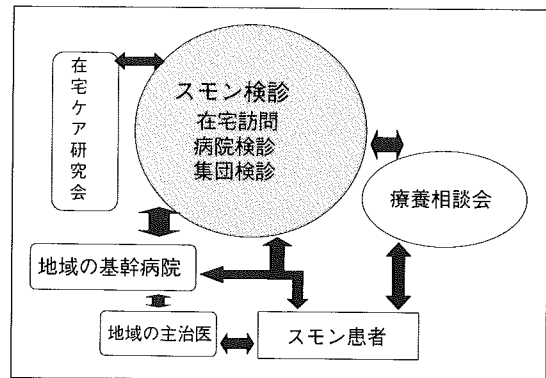 在宅ケア研究会
スモン検診
在宅訪問
病院検診
集団検診
療養相談会
地域の基幹病院
地域の主治医
スモン患者